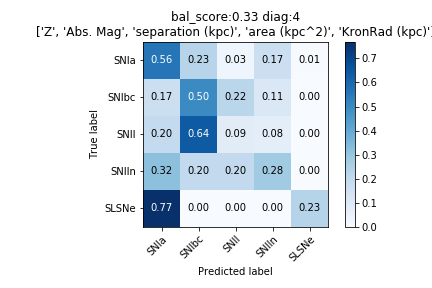 bal_score:0.33 diag:4
['Z', 'Abs. Mag', 'separation (kpc)', 'area (kpc^2)', 'KronRad (kpc)']
True label
SNIa 0.56 0.23 0.03 0.17 0.01
SNIbc 0.17 0.50 0.22 0.11 0.00
SNII 0.20 0.64 0.09 0.08 0.00
SNIIn 0.32 0.20 0.20 0.28 0.00
SLSNe 0.77 0.00 0.00 0.00 0.23
SNIa SNIbc SNII SNIIn SLSNe
Predicted label
0.7
0.6
0.5
0.4
0.3
0.2
0.1
0.0